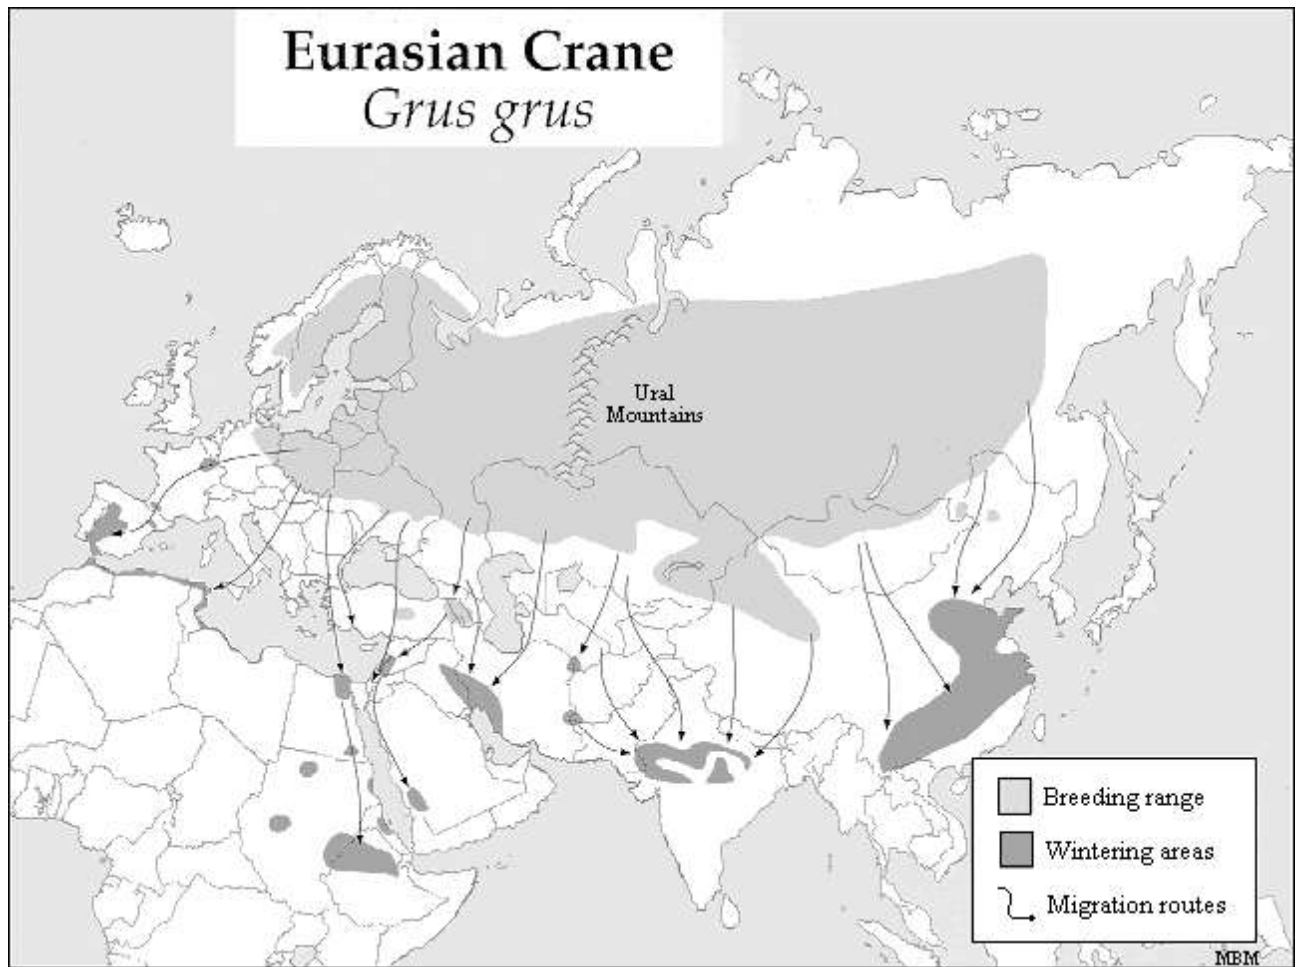 Eurasian Crane
Grus grus
Ural
Mountains
Breeding range
Wintering areas
Migration routes
MBM